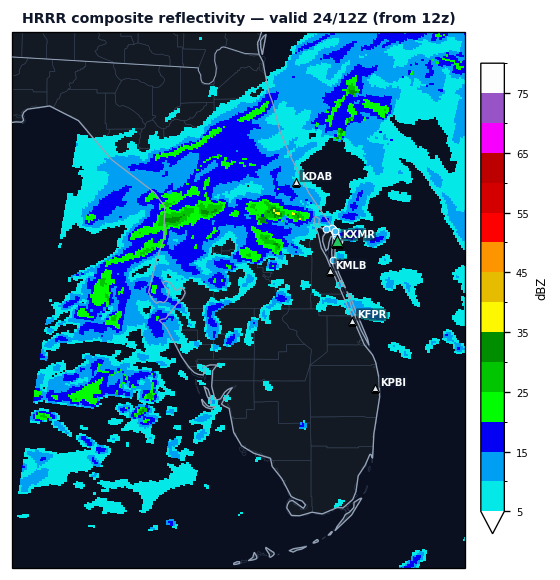 HRRR composite reflectivity — valid 24/12Z (from 12z)
KDAB
KXMR
KMLB
KFPR
KPBI
75
65
55
45
35
25
15
5
dBZ